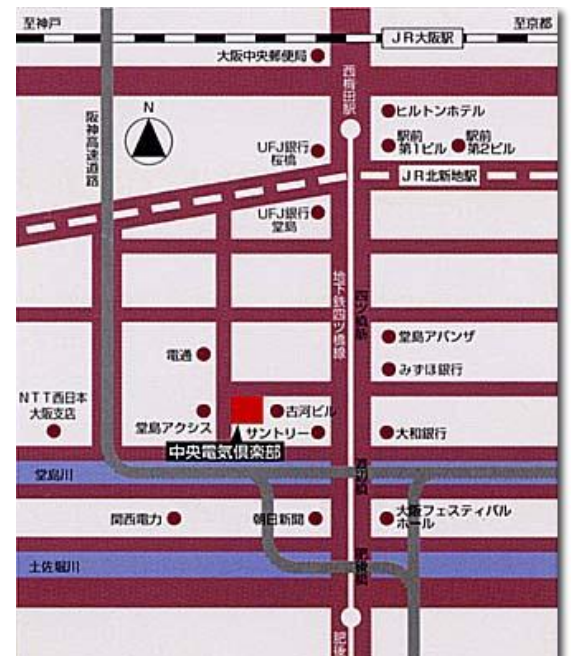 至神戸
至京都
JR大阪駅
大阪中央郵便局
西梅田駅
ヒルトンホテル
N
阪神高速道路
駅前
第1ビル
駅前
第2ビル
UFJ銀行
桜橋
JR北新地駅
UFJ銀行
堂島
地下鉄四ツ橋線
四ツ橋筋
堂島アバンザ
電通
みずほ銀行
NTT西日本
大阪支店
堂島アクシス
古河ビル
サントリー
大和銀行
中央電気倶楽部
堂島川
渡辺橋
関西電力
朝日新聞
大阪フェスティバル
ホール
土佐堀川
肥後橋
肥後